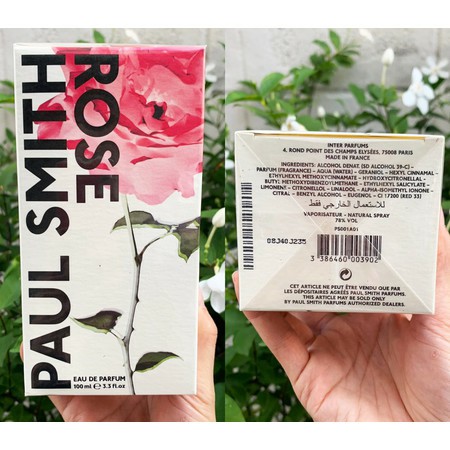 PAUL SMITH
ROSE
EAU DE PARFUM
100 ml e 3.3 fl.oz
INTER PARFUMS
4, ROND POINT DES CHAMPS ELYSÉES, 75008 PARIS
MADE IN FRANCE
INGREDIENTS: ALCOHOL DENAT. (SD ALCOHOL 39-C) -
PARFUM (FRAGRANCE) - AQUA (WATER) - GERANIOL - HEXYL CINNAMAL -
ETHYLHEXYL METHOXYCINNAMATE - HYDROXYCITRONELLAL -
BUTYL METHOXYDIBENZOYLMETHANE - ETHYLHEXYL SALICYLATE -
LIMONENE - CITRONELLOL - LINALOOL - ALPHA-ISOMETHYL IONONE -
CITRAL - BENZYL ALCOHOL - EUGENOL - CI 17200 (RED 33)
للاستعمال الخارجي فقط
VAPORISATEUR - NATURAL SPRAY
78% VOL
PS001A01
08J40J235
3 386460 003902
CET ARTICLE NE PEUT ÊTRE VENDU QUE PAR
LES DÉPOSITAIRES AGRÉÉS PAUL SMITH PARFUMS.
THIS ARTICLE MAY BE SOLD ONLY
BY PAUL SMITH PARFUMS AUTHORIZED DEALERS.